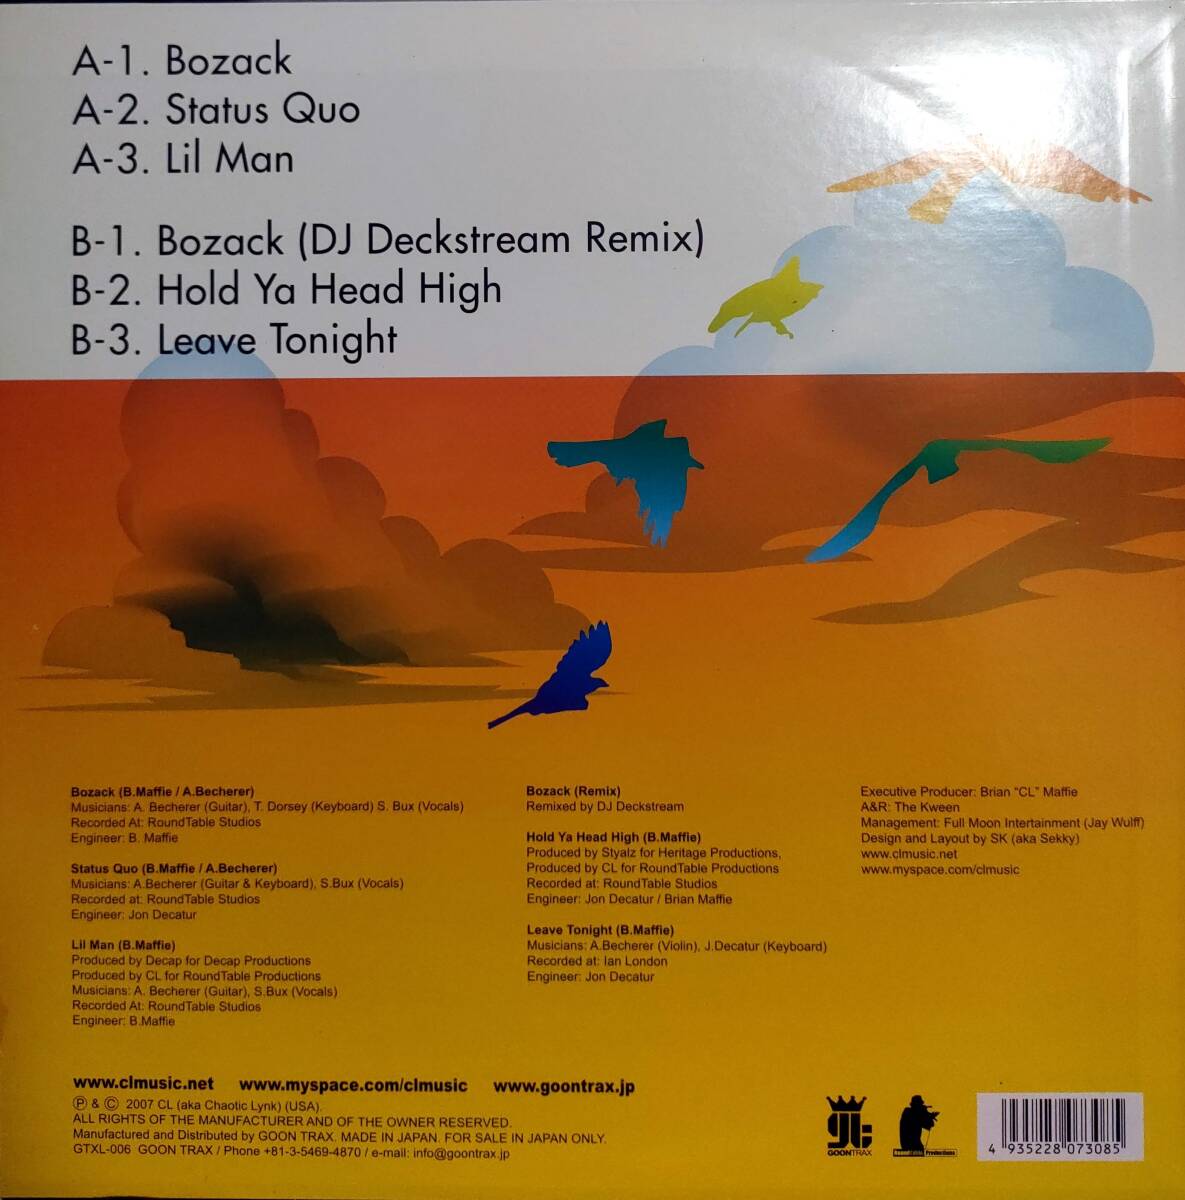 A-1. Bozack
A-2. Status Quo
A-3. Lil Man
B-1. Bozack (DJ Deckstream Remix)
B-2. Hold Ya Head High
B-3. Leave Tonight
Bozack (B.Maffie / A.Becherer)
Musicians: A. Becherer (Guitar), T. Dorsey (Keyboard) S. Bux (Vocals)
Recorded At: RoundTable Studios
Engineer: B. Maffie
Status Quo (B.Maffie / A.Becherer)
Musicians: A.Becherer (Guitar & Keyboard), S.Bux (Vocals)
Recorded at: RoundTable Studios
Engineer: Jon Decatur
Lil Man (B.Maffie)
Produced by Decap for Decap Productions
Produced by CL for RoundTable Productions
Musicians: A. Becherer (Guitar), S.Bux (Vocals)
Recorded At: RoundTable Studios
Engineer: B.Maffie
Bozack (Remix)
Remixed by DJ Deckstream
Hold Ya Head High (B.Maffie)
Produced by Styalz for Heritage Productions,
Produced by CL for RoundTable Productions
Recorded at: RoundTable Studios
Engineer: Jon Decatur / Brian Maffie
Leave Tonight (B.Maffie)
Musicians: A.Becherer (Violin), J.Decatur (Keyboard)
Recorded at: Ian London
Engineer: Jon Decatur
Executive Producer: Brian "CL" Maffie
A&R: The Kween
Management: Full Moon Intertainment (Jay Wulff)
Design and Layout by SK (aka Sekky)
www.clmusic.net
www.myspace.com/clmusic
www.clmusic.net www.myspace.com/clmusic www.goontrax.jp
℗ & © 2007 CL (aka Chaotic Lynk) (USA).
ALL RIGHTS OF THE MANUFACTURER AND OF THE OWNER RESERVED.
Manufactured and Distributed by GOON TRAX. MADE IN JAPAN. FOR SALE IN JAPAN ONLY.
GTXL-006 GOON TRAX / Phone +81-3-5469-4870 / e-mail: info@goontrax.jp
gt
GOONTRAX
RoundTable Productions
4 935228 073085